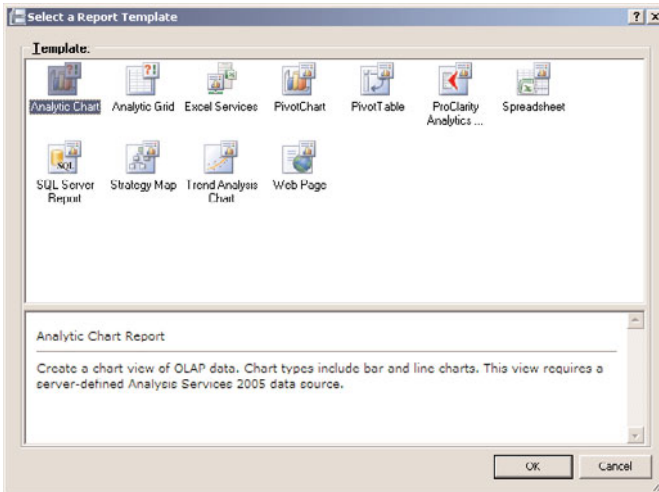 Select a Report Template
Template:
Analytic Chart
Analytic Grid
Excel Services
PivotChart
PivotTable
ProClarity
Analytics ...
Spreadsheet
SQL Server
Report
Strategy Map
Trend Analysis
Chart
Web Page
Analytic Chart Report
Create a chart view of OLAP data. Chart types include bar and line charts. This view requires a
server-defined Analysis Services 2005 data source.
OK
Cancel